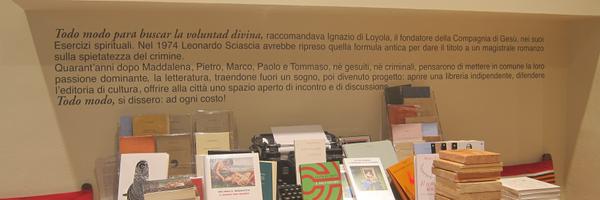 Todo modo para buscar la voluntad divina, raccomandava Ignazio di Loyola, il fondatore della Compagnia di Gesù, nei suoi
Esercizi spirituali. Nel 1974 Leonardo Sciascia avrebbe ripreso quella formula antica per dare il titolo a un magistrale romanzo
sulla spietatezza del crimine.
Quarant'anni dopo Maddalena, Pietro, Marco, Paolo e Tommaso, nè gesuiti, nè criminali, pensarono di mettere in comune la loro
passione dominante, la letteratura, traendone fuori un sogno, poi divenuto progetto: aprire una libreria indipendente, difendere
l'editoria di cultura, offrire alla città uno spazio aperto di incontro e di discussione.
Todo modo, si dissero: ad ogni costo!